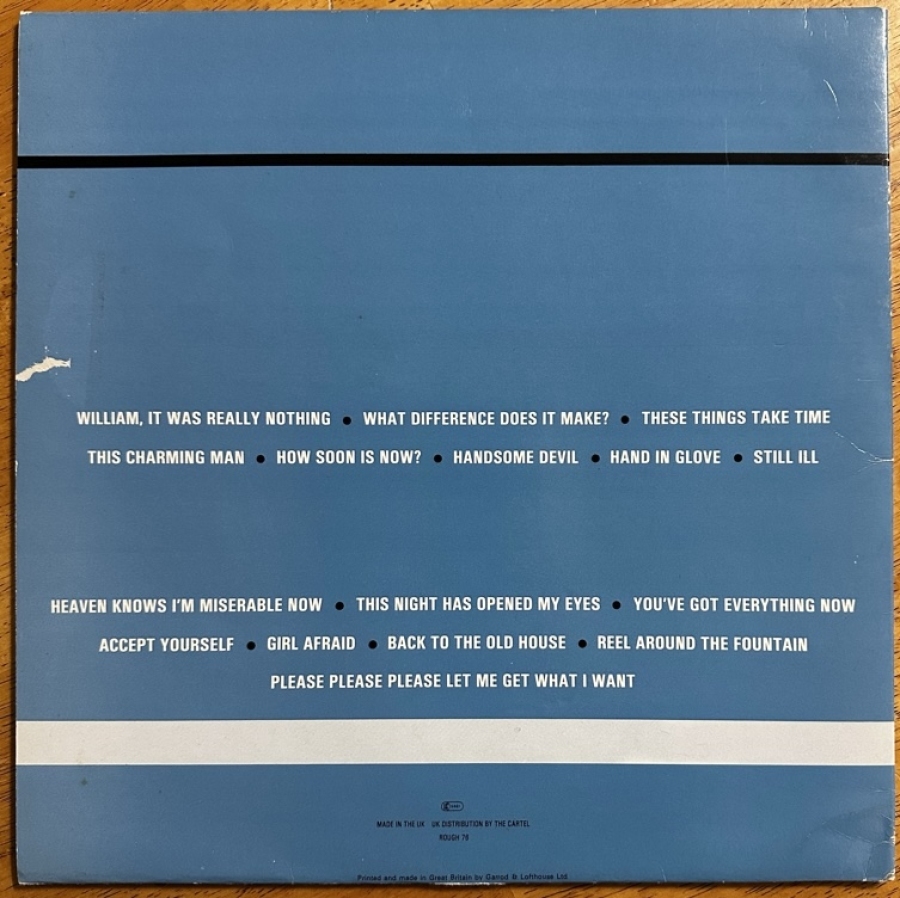 WILLIAM, IT WAS REALLY NOTHING ● WHAT DIFFERENCE DOES IT MAKE? ● THESE THINGS TAKE TIME
THIS CHARMING MAN ● HOW SOON IS NOW? ● HANDSOME DEVIL ● HAND IN GLOVE ● STILL ILL
HEAVEN KNOWS I'M MISERABLE NOW ● THIS NIGHT HAS OPENED MY EYES ● YOU'VE GOT EVERYTHING NOW
ACCEPT YOURSELF ● GIRL AFRAID ● BACK TO THE OLD HOUSE ● REEL AROUND THE FOUNTAIN
PLEASE PLEASE PLEASE LET ME GET WHAT I WANT
MADE IN THE UK UK DISTRIBUTION BY THE CARTEL
ROUGH 76
Printed and made in Great Britain by Garrod & Lofthouse Ltd